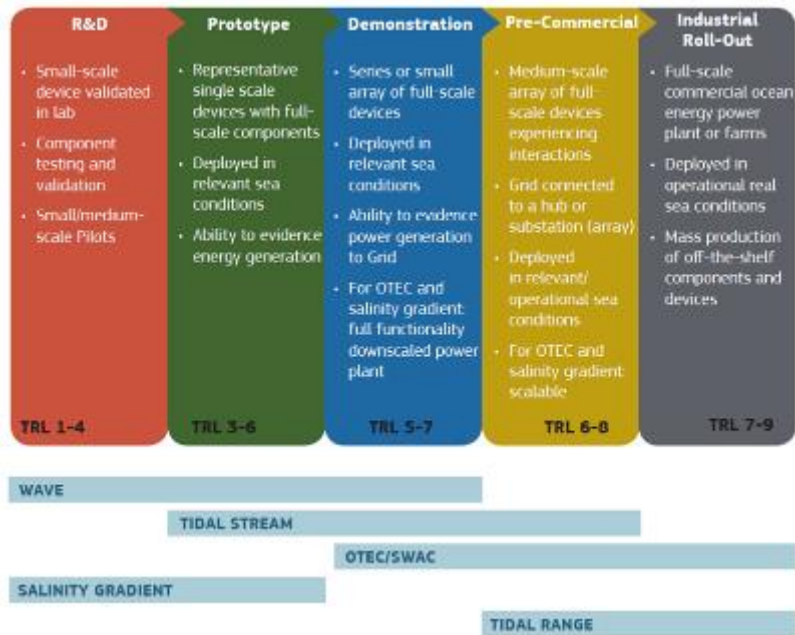 R&D
• Small-scale
device validated
in lab
• Component
testing and
validation
• Small/medium-
scale Pilots
TRL 1-4
Prototype
• Representative
single scale
devices with full-
scale components
• Deployed in
relevant sea
conditions
• Ability to evidence
energy generation
TRL 3-6
Demonstration
• Series or small
array of full-scale
devices
• Deployed in
relevant sea
conditions
• Ability to evidence
power generation
to Grid
• For OTEC and
salinity gradient:
full functionality
downscaled power
plant
TRL 5-7
Pre-Commercial
• Medium-scale
array of full-
scale devices
experiencing
interactions
• Grid connected
to a hub or
substation (array)
• Deployed
in relevant/
operational sea
conditions
• For OTEC and
salinity gradient:
scalable
TRL 6-8
Industrial
Roll-Out
• Full-scale
commercial ocean
energy power
plant or farms
• Deployed in
operational real
sea conditions
• Mass production
of off-the-shelf
components and
devices
TRL 7-9
WAVE
TIDAL STREAM
OTEC/SWAC
SALINITY GRADIENT
TIDAL RANGE